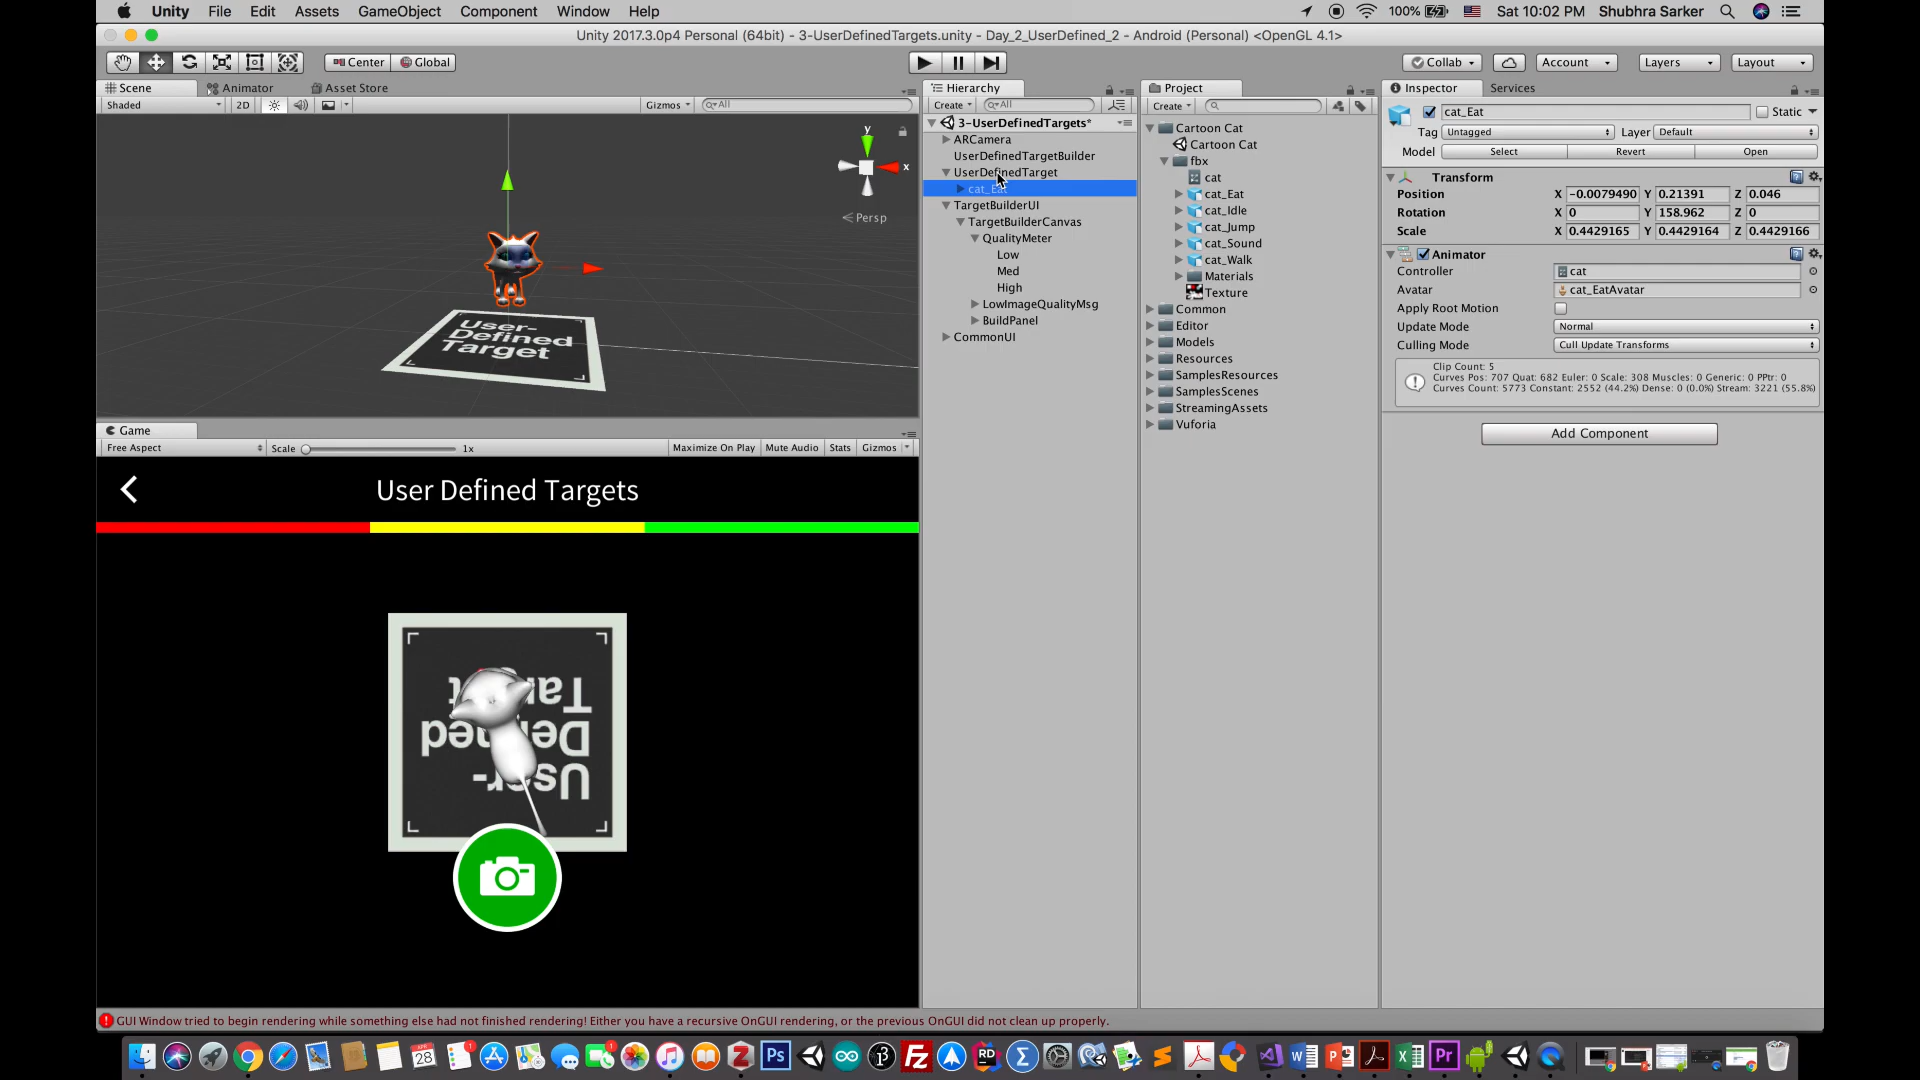 Unity File Edit Assets GameObject Component Window Help 100% Sat 10:02 PM Shubhra Sarker
Unity 2017.3.0p4 Personal (64bit) - 3-UserDefinedTargets.unity - Day_2_UserDefined_2 - Android (Personal) <OpenGL 4.1>
Center Global Collab Account Layers Layout
Scene Animator Asset Store
Shaded 2D Gizmos All
y
x
Persp
User-
Defined
Target
Game
Free Aspect Scale 1x Maximize On Play Mute Audio Stats Gizmos
User Defined Targets
User-
Defined
Target
Hierarchy
Create All
3-UserDefinedTargets*
ARCamera
UserDefinedTargetBuilder
UserDefinedTarget
cat_Eat
TargetBuilderUI
TargetBuilderCanvas
QualityMeter
Low
Med
High
LowImageQualityMsg
BuildPanel
CommonUI
Project
Create
Cartoon Cat
Cartoon Cat
fbx
cat
cat_Eat
cat_Idle
cat_Jump
cat_Sound
cat_Walk
Materials
Texture
Common
Editor
Models
Resources
SamplesResources
SamplesScenes
StreamingAssets
Vuforia
Inspector Services
cat_Eat Static
Tag Untagged Layer Default
Model Select Revert Open
Transform
Position X −0.0079490 Y 0.21391 Z 0.046
Rotation X 0 Y 158.962 Z 0
Scale X 0.4429165 Y 0.4429164 Z 0.4429166
Animator
Controller cat
Avatar cat_EatAvatar
Apply Root Motion
Update Mode Normal
Culling Mode Cull Update Transforms
Clip Count: 5
Curves Pos: 707 Quat: 682 Euler: 0 Scale: 308 Muscles: 0 Generic: 0 PPtr: 0
Curves Count: 5773 Constant: 2552 (44.2%) Dense: 0 (0.0%) Stream: 3221 (55.8%)
Add Component
GUI Window tried to begin rendering while something else had not finished rendering! Either you have a recursive OnGUI rendering, or the previous OnGUI did not clean up properly.
28 1 Z Ps FZ RD Σ W P X Pr